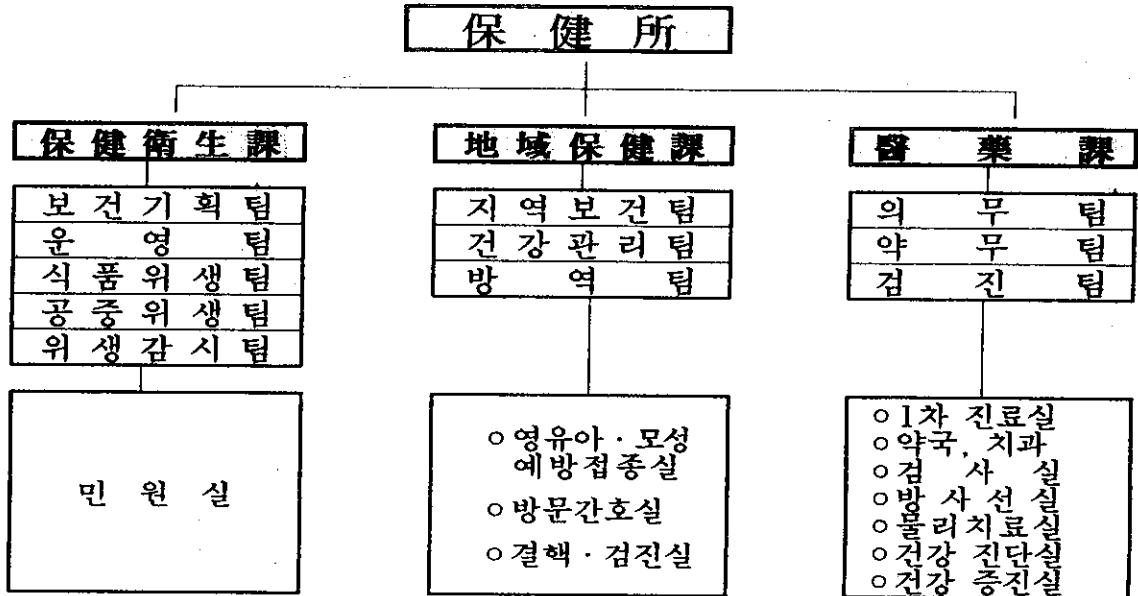 保健所
保健衛生課
보건기획팀
운영팀
식품위생팀
공중위생팀
위생감시팀
민원실
地域保健課
지역보건팀
건강관리팀
방역팀
○영유아·모성
예방접종실
○방문간호실
○결핵·검진실
醫藥課
의무팀
약무팀
검진팀
○1차 진료실
○약국, 치과
○검사실
○방사선실
○물리치료실
○건강 진단실
○건강 증진실